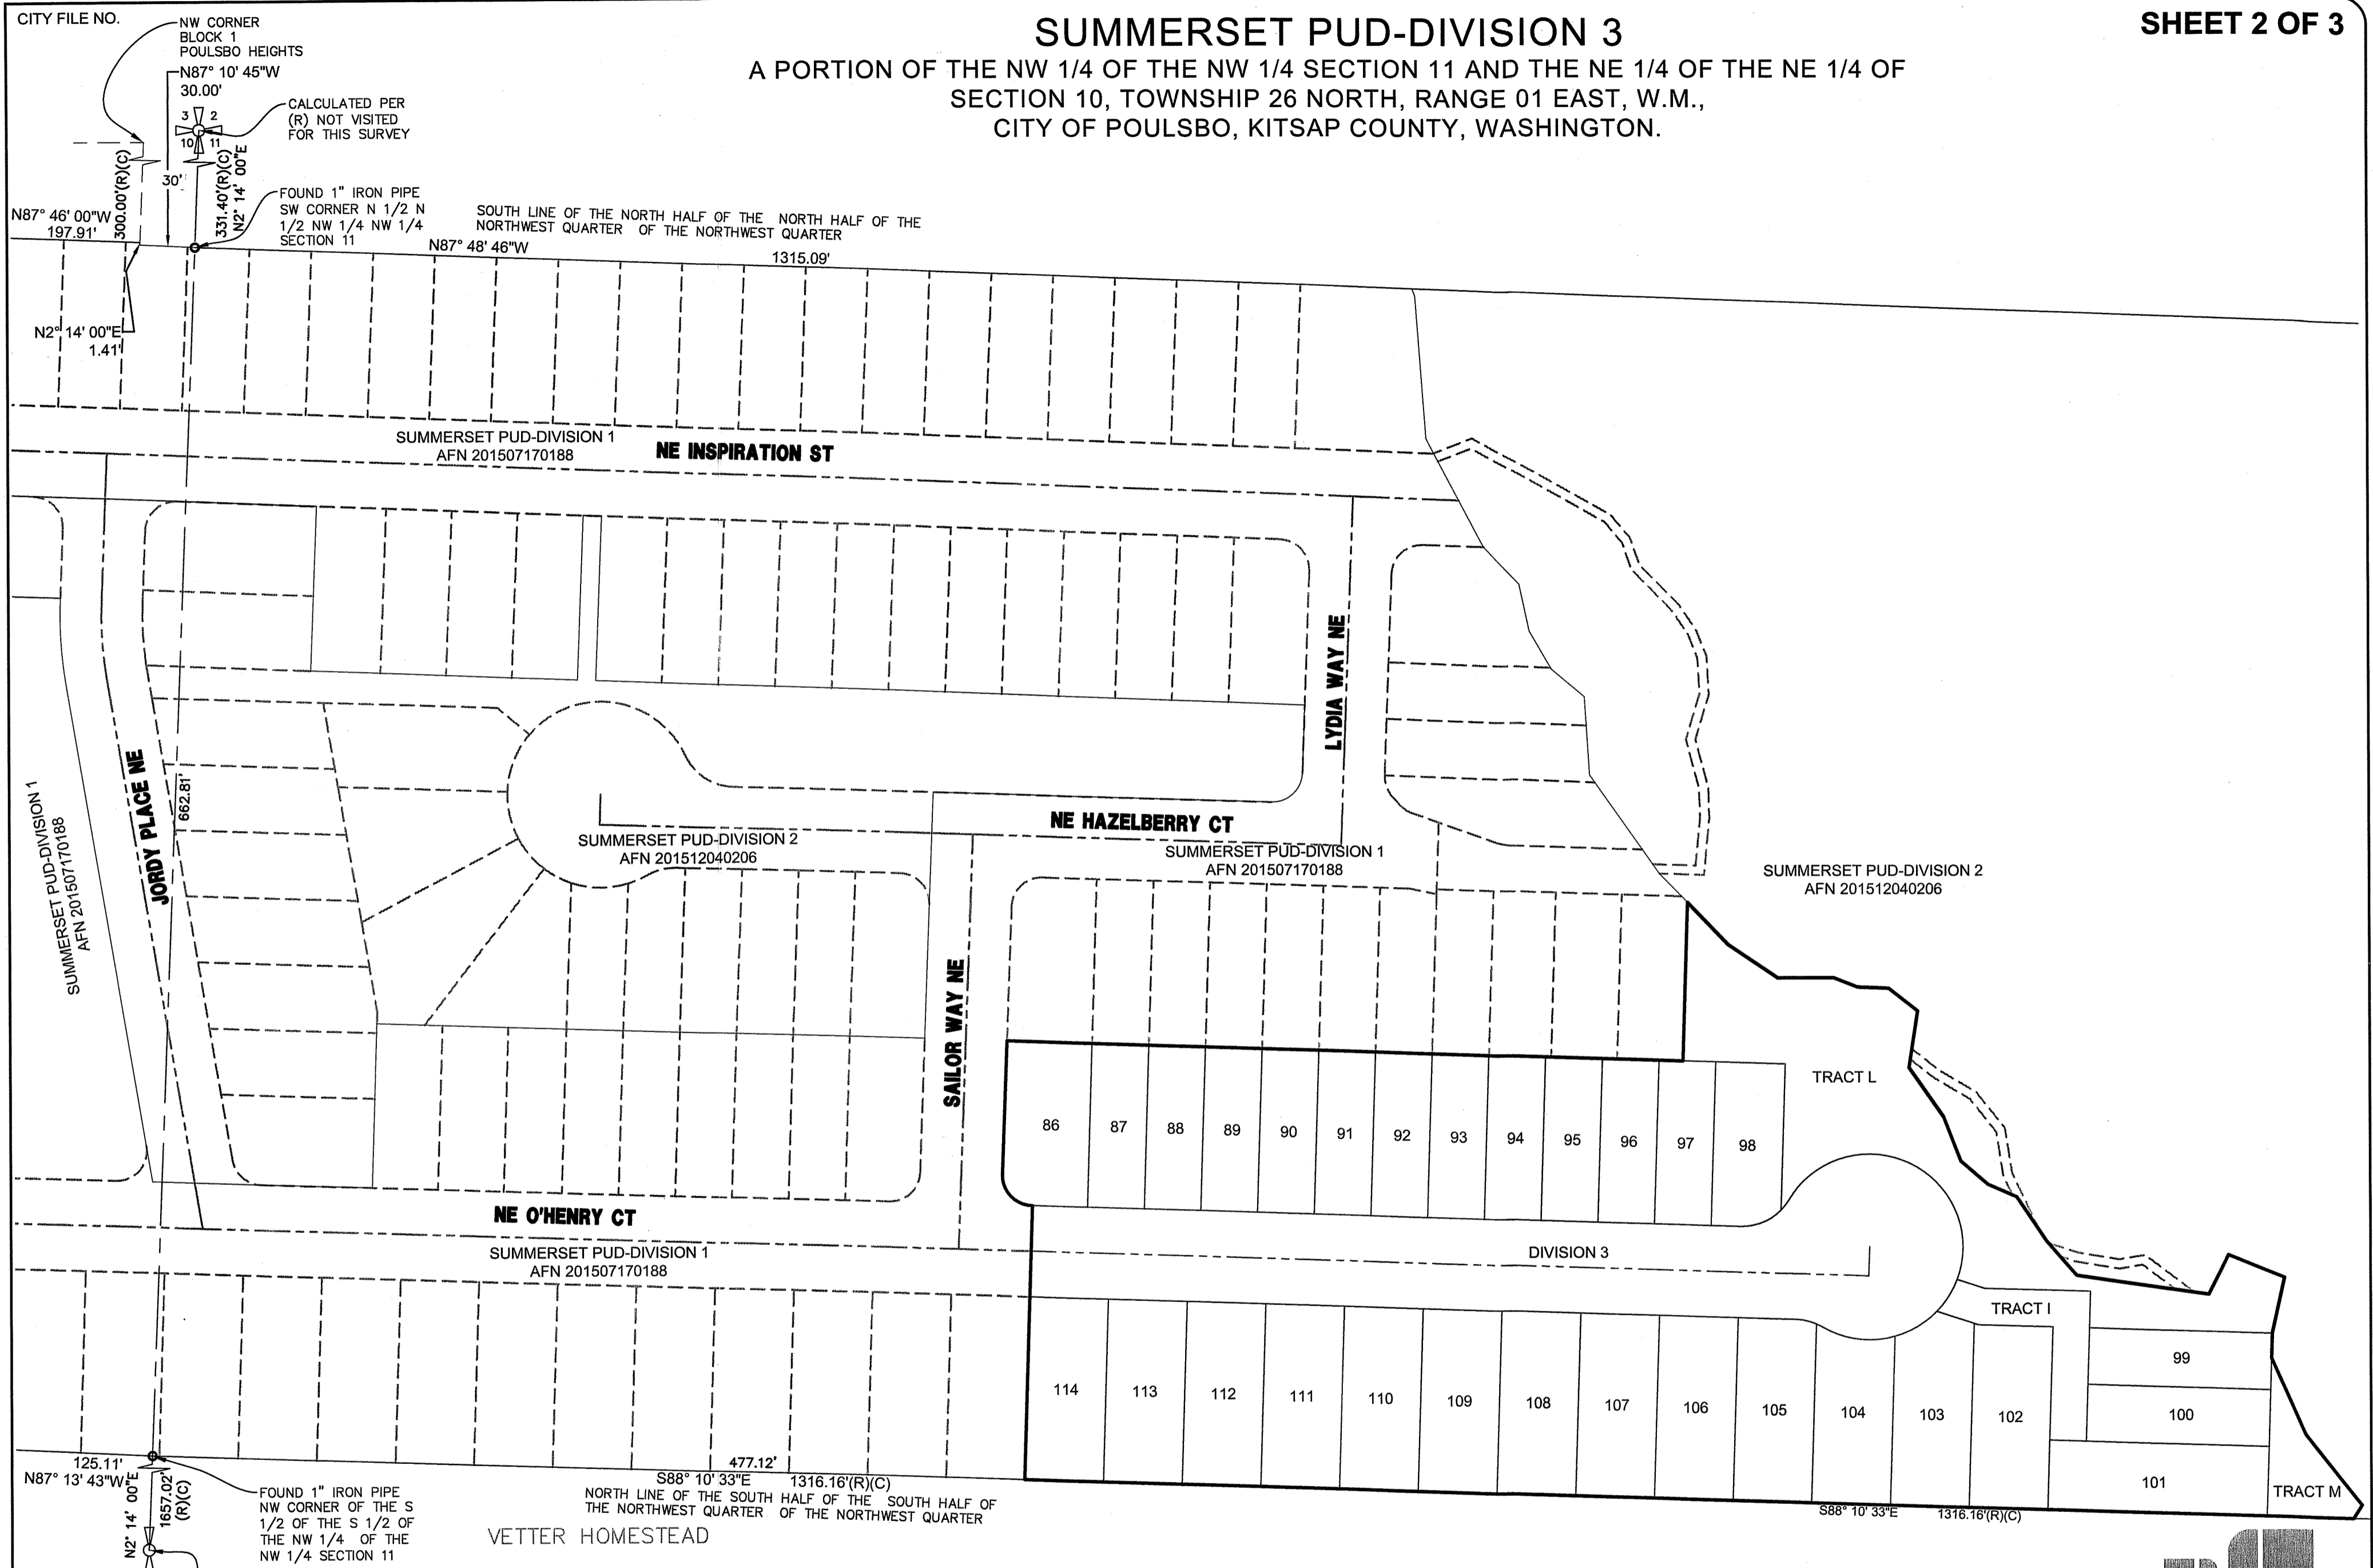 CITY FILE NO.
SUMMERSET PUD-DIVISION 3
SHEET 2 OF 3
A PORTION OF THE NW 1/4 OF THE NW 1/4 SECTION 11 AND THE NE 1/4 OF THE NE 1/4 OF
SECTION 10, TOWNSHIP 26 NORTH, RANGE 01 EAST, W.M.,
CITY OF POULSBO, KITSAP COUNTY, WASHINGTON.
NW CORNER
BLOCK 1
POULSBO HEIGHTS
N87° 10' 45"W
30.00'
3
2
10
11
CALCULATED PER
(R) NOT VISITED
FOR THIS SURVEY
300.00'(R)(C)
30'
331.40'(R)(C)
N2° 14' 00"E
FOUND 1" IRON PIPE
SW CORNER N 1/2 N
1/2 NW 1/4 NW 1/4
SECTION 11
N87° 46' 00"W
197.91'
SOUTH LINE OF THE NORTH HALF OF THE NORTH HALF OF THE
NORTHWEST QUARTER OF THE NORTHWEST QUARTER
N87° 48' 46"W
1315.09'
N2° 14' 00"E
1.41'
SUMMERSET PUD-DIVISION 1
AFN 201507170188
NE INSPIRATION ST
LYDIA WAY NE
JORDY PLACE NE
662.81'
SUMMERSET PUD-DIVISION 1
AFN 201507170188
NE HAZELBERRY CT
SUMMERSET PUD-DIVISION 2
AFN 201512040206
SUMMERSET PUD-DIVISION 1
AFN 201507170188
SUMMERSET PUD-DIVISION 2
AFN 201512040206
SAILOR WAY NE
TRACT L
86
87
88
89
90
91
92
93
94
95
96
97
98
NE O'HENRY CT
SUMMERSET PUD-DIVISION 1
AFN 201507170188
DIVISION 3
TRACT I
99
100
101
114
113
112
111
110
109
108
107
106
105
104
103
102
TRACT M
125.11'
N87° 13' 43"W
N2° 14' 00"E
1657.02'
(R)(C)
477.12'
S88° 10' 33"E
1316.16'(R)(C)
NORTH LINE OF THE SOUTH HALF OF THE SOUTH HALF OF
THE NORTHWEST QUARTER OF THE NORTHWEST QUARTER
S88° 10' 33"E
1316.16'(R)(C)
FOUND 1" IRON PIPE
NW CORNER OF THE S
1/2 OF THE S 1/2 OF
THE NW 1/4 OF THE
NW 1/4 SECTION 11
VETTER HOMESTEAD